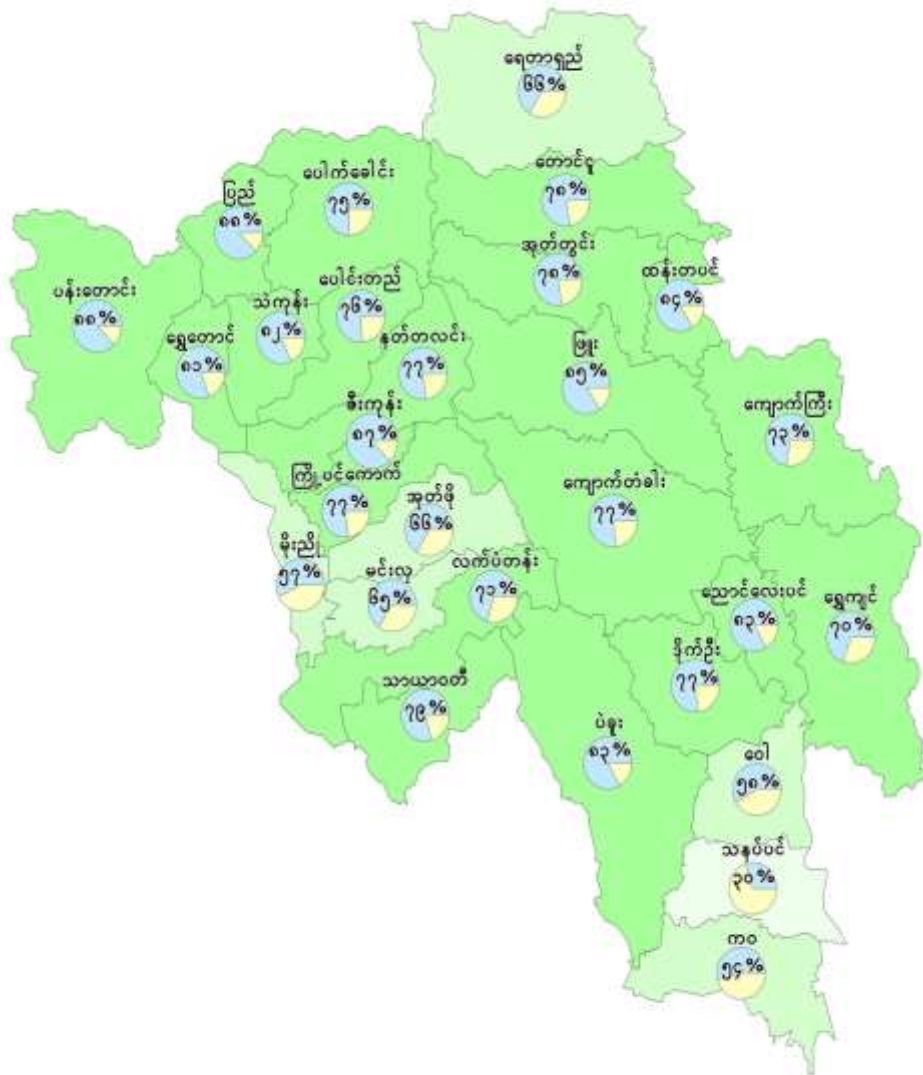 ရေတာရှည်
၆၆%
တောင်ငူ
၇၈%
ပေါက်ခေါင်း
၇၅%
ပြည်
၈၈%
အုတ်တွင်း
၇၈%
ထန်းတပင်
၈၄%
ပန်းတောင်း
၈၈%
သဲကုန်း
၈၂%
ပေါင်းတည်
၇၆%
ရွှေတောင်
၈၁%
နတ်တလင်း
၇၇%
ဖြူး
၈၅%
ကျောက်ကြီး
၇၃%
ဇီးကုန်း
၈၇%
ကြို့ပင်ကောက်
၇၇%
အုတ်ဖို
၆၆%
ကျောက်တံခါး
၇၇%
မိုးညို
၅၇%
မင်းလှ
၆၅%
လက်ပံတန်း
၇၁%
ညောင်လေးပင်
၈၃%
ရွှေကျင်
၇၀%
ဒိုက်ဦး
၇၇%
သာယာဝတီ
၇၉%
ပဲခူး
၈၃%
ဝေါ
၅၈%
သနပ်ပင်
၃၀%
ကဝ
၅၄%